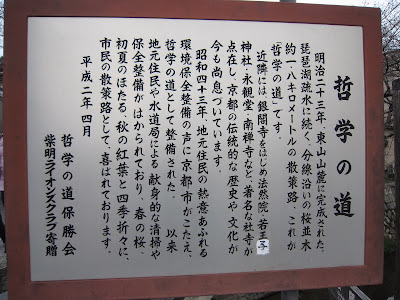 哲学の道
明治二十三年、東山山麓に完成された、
琵琶湖疏水に続く、分線沿いの桜並木
約一・八キロメートルの散策路、これが
「哲学の道」です。
近隣には、銀閣寺をはじめ法然院、若王子
神社、永観堂、南禅寺など、著名な社寺が
点在し、京都の伝統的な歴史や文化が
今も尚息づいています。
昭和四十三年、地元住民の熱意あふれる
環境保全整備の声に京都市がこたえ、
哲学の道として整備された。以来
地元住民や水道局による献身的な清掃や
保全整備がはかられており、春の桜
初夏のほたる、秋の紅葉と四季折々に、
市民の散策路として、喜ばれております。
平成二年四月
哲学の道保勝会
紫明ライオンズクラブ寄贈